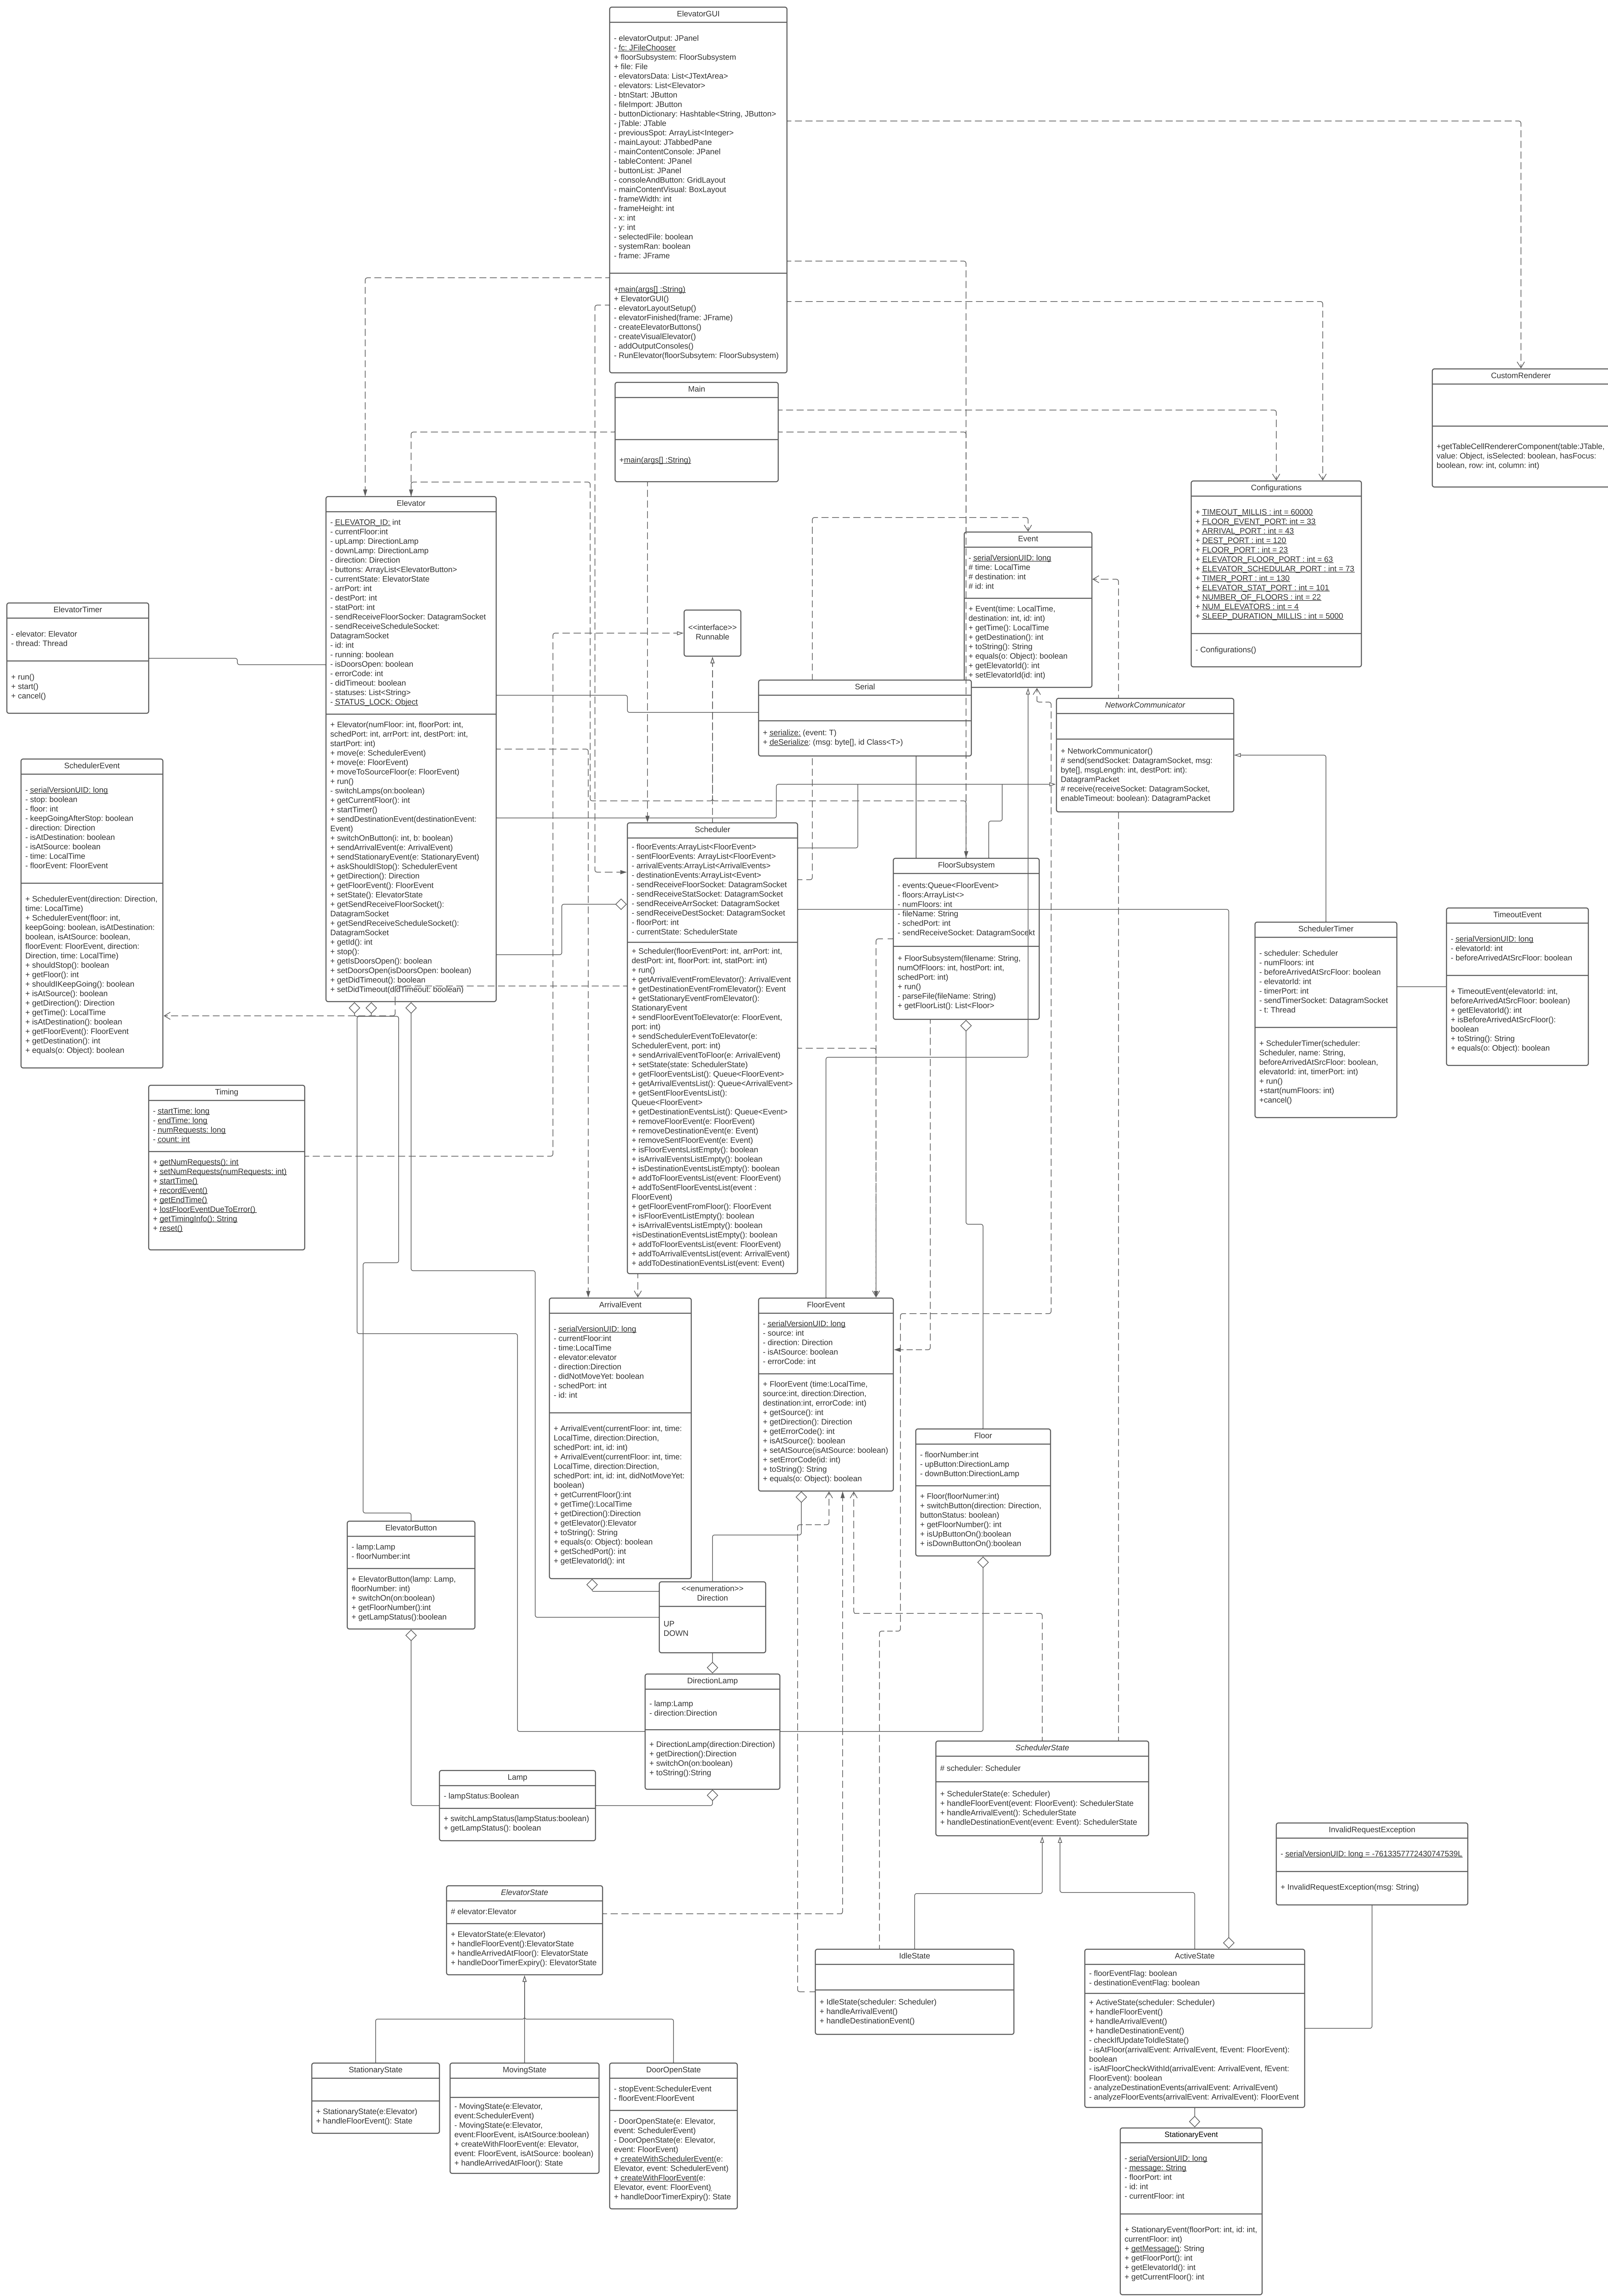 ElevatorGUI
- elevatorOutput: JPanel
- fc: JFileChooser
+ floorSubsystem: FloorSubsystem
+ file: File
- elevatorsData: List<JTextArea>
- elevators: List<Elevator>
- btnStart: JButton
- fileImport: JButton
- buttonDictionary: Hashtable<String, JButton>
- jTable: JTable
- previousSpot: ArrayList<Integer>
- mainLayout: JTabbedPane
- mainContentConsole: JPanel
- tableContent: JPanel
- buttonList: JPanel
- consoleAndButton: GridLayout
- mainContentVisual: BoxLayout
- frameWidth: int
- frameHeight: int
- x: int
- y: int
- selectedFile: boolean
- systemRan: boolean
- frame: JFrame
+main(args[] :String)
+ ElevatorGUI()
- elevatorLayoutSetup()
- elevatorFinished(frame: JFrame)
- createElevatorButtons()
- createVisualElevator()
- addOutputConsoles()
- RunElevator(floorSubsytem: FloorSubsystem)
Main
+main(args[] :String)
CustomRenderer
+getTableCellRendererComponent(table:JTable,
value: Object, isSelected: boolean, hasFocus:
boolean, row: int, column: int)
Configurations
+ TIMEOUT_MILLIS : int = 60000
+ FLOOR_EVENT_PORT: int = 33
+ ARRIVAL_PORT : int = 43
+ DEST_PORT : int = 120
+ FLOOR_PORT : int = 23
+ ELEVATOR_FLOOR_PORT : int = 63
+ ELEVATOR_SCHEDULAR_PORT : int = 73
+ TIMER_PORT : int = 130
+ ELEVATOR_STAT_PORT : int = 101
+ NUMBER_OF_FLOORS : int = 22
+ NUM_ELEVATORS : int = 4
+ SLEEP_DURATION_MILLIS : int = 5000
- Configurations()
Elevator
- ELEVATOR_ID: int
- currentFloor:int
- upLamp: DirectionLamp
- downLamp: DirectionLamp
- direction: Direction
- buttons: ArrayList<ElevatorButton>
- currentState: ElevatorState
- arrPort: int
- destPort: int
- statPort: int
- sendReceiveFloorSocker: DatagramSocket
- sendReceiveScheduleSocket:
DatagramSocket
- id: int
- running: boolean
- isDoorsOpen: boolean
- errorCode: int
- didTimeout: boolean
- statuses: List<String>
- STATUS_LOCK: Object
+ Elevator(numFloor: int, floorPort: int,
schedPort: int, arrPort: int, destPort: int,
startPort: int)
+ move(e: SchedulerEvent)
+ move(e: FloorEvent)
+ moveToSourceFloor(e: FloorEvent)
+ run()
- switchLamps(on:boolean)
+ getCurrentFloor(): int
+ startTimer()
+ sendDestinationEvent(destinationEvent:
Event)
+ switchOnButton(i: int, b: boolean)
+ sendArrivalEvent(e: ArrivalEvent)
+ sendStationaryEvent(e: StationaryEvent)
+ askShouldIStop(): SchedulerEvent
+ getDirection(): Direction
+ getFloorEvent(): FloorEvent
+ setState(): ElevatorState
+ getSendReceiveFloorSocket():
DatagramSocket
+ getSendReceiveScheduleSocket():
DatagramSocket
+ getId(): int
+ stop():
+ getIsDoorsOpen(): boolean
+ setDoorsOpen(isDoorsOpen: boolean)
+ getDidTimeout(): boolean
+ setDidTimeout(didTimeout: boolean)
Event
- serialVersionUID: long
# time: LocalTime
# destination: int
# id: int
+ Event(time: LocalTime,
destination: int, id: int)
+ getTime(): LocalTime
+ getDestination(): int
+ toString(): String
+ equals(o: Object): boolean
+ getElevatorId(): int
+ setElevatorId(id: int)
ElevatorTimer
- elevator: Elevator
- thread: Thread
+ run()
+ start()
+ cancel()
<<interface>>
Runnable
Serial
+ serialize: (event: T)
+ deSerialize: (msg: byte[], id Class<T>)
NetworkCommunicator
+ NetworkCommunicator()
# send(sendSocket: DatagramSocket, msg:
byte[], msgLength: int, destPort: int):
DatagramPacket
# receive(receiveSocket: DatagramSocket,
enableTimeout: boolean): DatagramPacket
SchedulerEvent
- serialVersionUID: long
- stop: boolean
- floor: int
- keepGoingAfterStop: boolean
- direction: Direction
- isAtDestination: boolean
- isAtSource: boolean
- time: LocalTime
- floorEvent: FloorEvent
+ SchedulerEvent(direction: Direction,
time: LocalTime)
+ SchedulerEvent(floor: int,
keepGoing: boolean, isAtDestination:
boolean, isAtSource: boolean,
floorEvent: FloorEvent, direction:
Direction, time: LocalTime)
+ shouldStop(): boolean
+ getFloor(): int
+ shouldIKeepGoing(): boolean
+ isAtSource(): boolean
+ getDirection(): Direction
+ getTime(): LocalTime
+ isAtDestination(): boolean
+ getFloorEvent(): FloorEvent
+ getDestination(): int
+ equals(o: Object): boolean
Scheduler
- floorEvents:ArrayList<FloorEvent>
- sentFloorEvents: ArrayList<FloorEvent>
- arrivalEvents:ArrayList<ArrivalEvents>
- destinationEvents:ArrayList<Event>
- sendReceiveFloorSocket: DatagramSocket
- sendReceiveStatSocket: DatagramSocket
- sendReceiveArrSocket: DatagramSocket
- sendReceiveDestSocket: DatagramSocket
- floorPort: int
- currentState: SchedulerState
+ Scheduler(floorEventPort: int, arrPort: int,
destPort: int, floorPort: int, statPort: int)
+ run()
+ getArrivalEventFromElevator(): ArrivalEvent
+ getDestinationEventFromElevator(): Event
+ getStationaryEventFromElevator():
StationaryEvent
+ sendFloorEventToElevator(e: FloorEvent,
port: int)
+ sendSchedulerEventToElevator(e:
SchedulerEvent, port: int)
+ sendArrivalEventToFloor(e: ArrivalEvent)
+ setState(state: SchedulerState)
+ getFloorEventsList(): Queue<FloorEvent>
+ getArrivalEventsList(): Queue<ArrivalEvent>
+ getSentFloorEventsList():
Queue<FloorEvent>
+ getDestinationEventsList(): Queue<Event>
+ removeFloorEvent(e: FloorEvent)
+ removeDestinationEvent(e: Event)
+ removeSentFloorEvent(e: Event)
+ isFloorEventsListEmpty(): boolean
+ isArrivalEventsListEmpty(): boolean
+ isDestinationEventsListEmpty(): boolean
+ addToFloorEventsList(event: FloorEvent)
+ addToSentFloorEventsList(event :
FloorEvent)
+ getFloorEventFromFloor(): FloorEvent
+ isFloorEventListEmpty(): boolean
+ isArrivalEventsListEmpty(): boolean
+isDestinationEventsListEmpty(): boolean
+ addToFloorEventsList(event: FloorEvent)
+ addToArrivalEventsList(event: ArrivalEvent)
+ addToDestinationEventsList(event: Event)
FloorSubsystem
- events:Queue<FloorEvent>
- floors:ArrayList<>
- numFloors: int
- fileName: String
- schedPort: int
- sendReceiveSocket: DatagramSocekt
+ FloorSubsystem(filename: String,
numOfFloors: int, hostPort: int,
schedPort: int)
+ run()
- parseFile(fileName: String)
+ getFloorList(): List<Floor>
SchedulerTimer
- scheduler: Scheduler
- numFloors: int
- beforeArrivedAtSrcFloor: boolean
- elevatorId: int
- timerPort: int
- sendTimerSocket: DatagramSocket
- t: Thread
+ SchedulerTimer(scheduler:
Scheduler, name: String,
beforeArrivedAtSrcFloor: boolean,
elevatorId: int, timerPort: int)
+ run()
+start(numFloors: int)
+cancel()
TimeoutEvent
- serialVersionUID: long
- elevatorId: int
- beforeArrivedAtSrcFloor: boolean
+ TimeoutEvent(elevatorId: int,
beforeArrivedAtSrcFloor: boolean)
+ getElevatorId(): int
+ isBeforeArrivedAtSrcFloor():
boolean
+ toString(): String
+ equals(o: Object): boolean
Timing
- startTime: long
- endTime: long
- numRequests: long
- count: int
+ getNumRequests(): int
+ setNumRequests(numRequests: int)
+ startTime()
+ recordEvent()
+ getEndTime()
+ lostFloorEventDueToError()
+ getTimingInfo(): String
+ reset()
ArrivalEvent
- serialVersionUID: long
- currentFloor:int
- time:LocalTime
- elevator:elevator
- direction:Direction
- didNotMoveYet: boolean
- schedPort: int
- id: int
+ ArrivalEvent(currentFloor: int, time:
LocalTime, direction:Direction,
schedPort: int, id: int)
+ ArrivalEvent(currentFloor: int, time:
LocalTime, direction:Direction,
schedPort: int, id: int, didNotMoveYet:
boolean)
+ getCurrentFloor():int
+ getTime():LocalTime
+ getDirection():Direction
+ getElevator():Elevator
+ toString(): String
+ equals(o: Object): boolean
+ getSchedPort(): int
+ getElevatorId(): int
FloorEvent
- serialVersionUID: long
- source: int
- direction: Direction
- isAtSource: boolean
- errorCode: int
+ FloorEvent (time:LocalTime,
source:int, direction:Direction,
destination:int, errorCode: int)
+ getSource(): int
+ getDirection(): Direction
+ getErrorCode(): int
+ isAtSource(): boolean
+ setAtSource(isAtSource: boolean)
+ setErrorCode(id: int)
+ toString(): String
+ equals(o: Object): boolean
Floor
- floorNumber:int
- upButton:DirectionLamp
- downButton:DirectionLamp
+ Floor(floorNumer:int)
+ switchButton(direction: Direction,
buttonStatus: boolean)
+ getFloorNumber(): int
+ isUpButtonOn():boolean
+ isDownButtonOn():boolean
ElevatorButton
- lamp:Lamp
- floorNumber:int
+ ElevatorButton(lamp: Lamp,
floorNumber: int)
+ switchOn(on:boolean)
+ getFloorNumber():int
+ getLampStatus():boolean
<<enumeration>>
Direction
UP
DOWN
DirectionLamp
- lamp:Lamp
- direction:Direction
+ DirectionLamp(direction:Direction)
+ getDirection():Direction
+ switchOn(on:boolean)
+ toString():String
Lamp
- lampStatus:Boolean
+ switchLampStatus(lampStatus:boolean)
+ getLampStatus(): boolean
SchedulerState
# scheduler: Scheduler
+ SchedulerState(e: Scheduler)
+ handleFloorEvent(event: FloorEvent): SchedulerState
+ handleArrivalEvent(): SchedulerState
+ handleDestinationEvent(event: Event): SchedulerState
InvalidRequestException
- serialVersionUID: long = -7613357772430747539L
+ InvalidRequestException(msg: String)
ElevatorState
# elevator:Elevator
+ ElevatorState(e:Elevator)
+ handleFloorEvent():ElevatorState
+ handleArrivedAtFloor(): ElevatorState
+ handleDoorTimerExpiry(): ElevatorState
IdleState
+ IdleState(scheduler: Scheduler)
+ handleArrivalEvent()
+ handleDestinationEvent()
ActiveState
- floorEventFlag: boolean
- destinationEventFlag: boolean
+ ActiveState(scheduler: Scheduler)
+ handleFloorEvent()
+ handleArrivalEvent()
+ handleDestinationEvent()
- checkIfUpdateToIdleState()
- isAtFloor(arrivalEvent: ArrivalEvent, fEvent: FloorEvent):
boolean
- isAtFloorCheckWithId(arrivalEvent: ArrivalEvent, fEvent:
FloorEvent): boolean
- analyzeDestinationEvents(arrivalEvent: ArrivalEvent)
- analyzeFloorEvents(arrivalEvent: ArrivalEvent): FloorEvent
StationaryState
+ StationaryState(e:Elevator)
+ handleFloorEvent(): State
MovingState
- MovingState(e:Elevator,
event:SchedulerEvent)
- MovingState(e:Elevator,
event:FloorEvent, isAtSource:boolean)
+ createWithFloorEvent(e: Elevator,
event: FloorEvent, isAtSource: boolean)
+ handleArrivedAtFloor(): State
DoorOpenState
- stopEvent:SchedulerEvent
- floorEvent:FloorEvent
- DoorOpenState(e: Elevator,
event: SchedulerEvent)
- DoorOpenState(e: Elevator,
event: FloorEvent)
+ createWithSchedulerEvent(e:
Elevator, event: SchedulerEvent)
+ createWithFloorEvent(e:
Elevator, event: FloorEvent)
+ handleDoorTimerExpiry(): State
StationaryEvent
- serialVersionUID: long
- message: String
- floorPort: int
- id: int
- currentFloor: int
+ StationaryEvent(floorPort: int, id: int,
currentFloor: int)
+ getMessage(): String
+ getFloorPort(): int
+ getElevatorId(): int
+ getCurrentFloor(): int